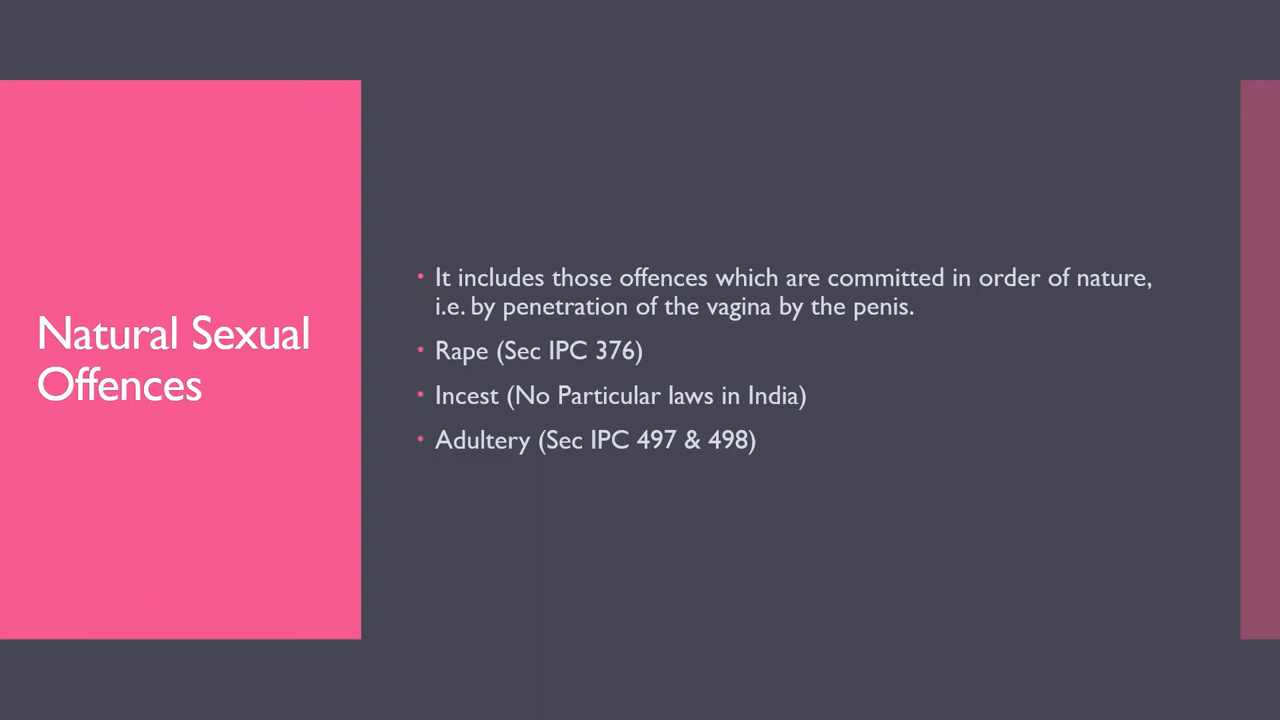 Natural Sexual
Offences
• It includes those offences which are committed in order of nature,
i.e. by penetration of the vagina by the penis.
• Rape (Sec IPC 376)
• Incest (No Particular laws in India)
• Adultery (Sec IPC 497 & 498)